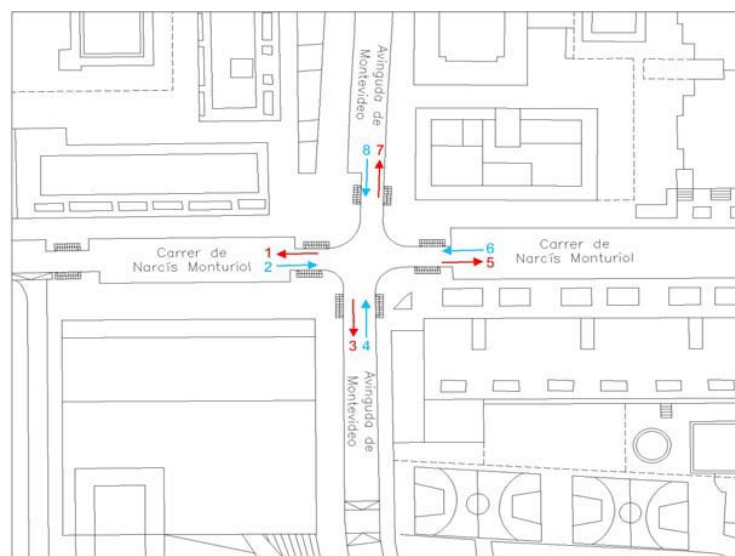 Avinguda de
Montevideo
8 7
Carrer de
Narcís Monturiol
1
2
6
5
Carrer de
Narcís Monturiol
3 4
Avinguda de
Montevideo